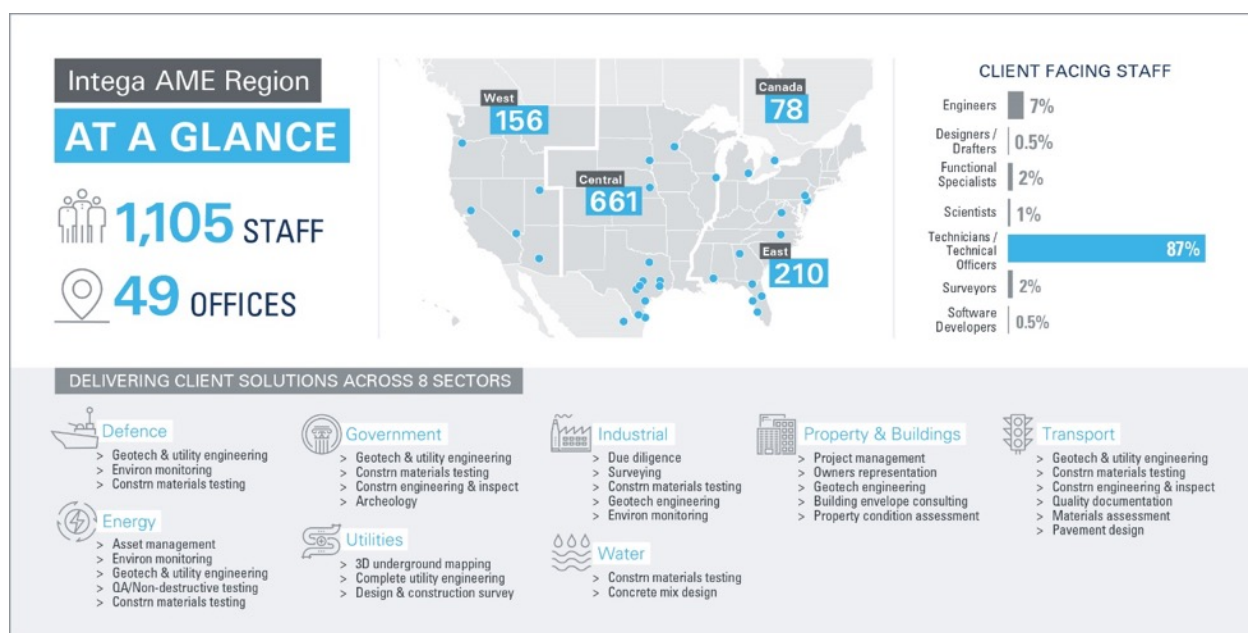 Intega AME Region
AT A GLANCE
1,105 STAFF
49 OFFICES
West
156
Canada
78
Central
661
East
210
CLIENT FACING STAFF
Engineers
7%
Designers /
Drafters
0.5%
Functional
Specialists
2%
Scientists
1%
Technicians /
Technical
Officers
87%
Surveyors
2%
Software
Developers
0.5%
DELIVERING CLIENT SOLUTIONS ACROSS 8 SECTORS
Defence
> Geotech & utility engineering
> Environ monitoring
> Constrn materials testing
Energy
> Asset management
> Environ monitoring
> Geotech & utility engineering
> QA/Non-destructive testing
> Constrn materials testing
Government
> Geotech & utility engineering
> Constrn materials testing
> Constrn engineering & inspect
> Archeology
Utilities
> 3D underground mapping
> Complete utility engineering
> Design & construction survey
Industrial
> Due diligence
> Surveying
> Constrn materials testing
> Geotech engineering
> Environ monitoring
Water
> Constrn materials testing
> Concrete mix design
Property & Buildings
> Project management
> Owners representation
> Geotech engineering
> Building envelope consulting
> Property condition assessment
Transport
> Geotech & utility engineering
> Constrn materials testing
> Constrn engineering & inspect
> Quality documentation
> Materials assessment
> Pavement design